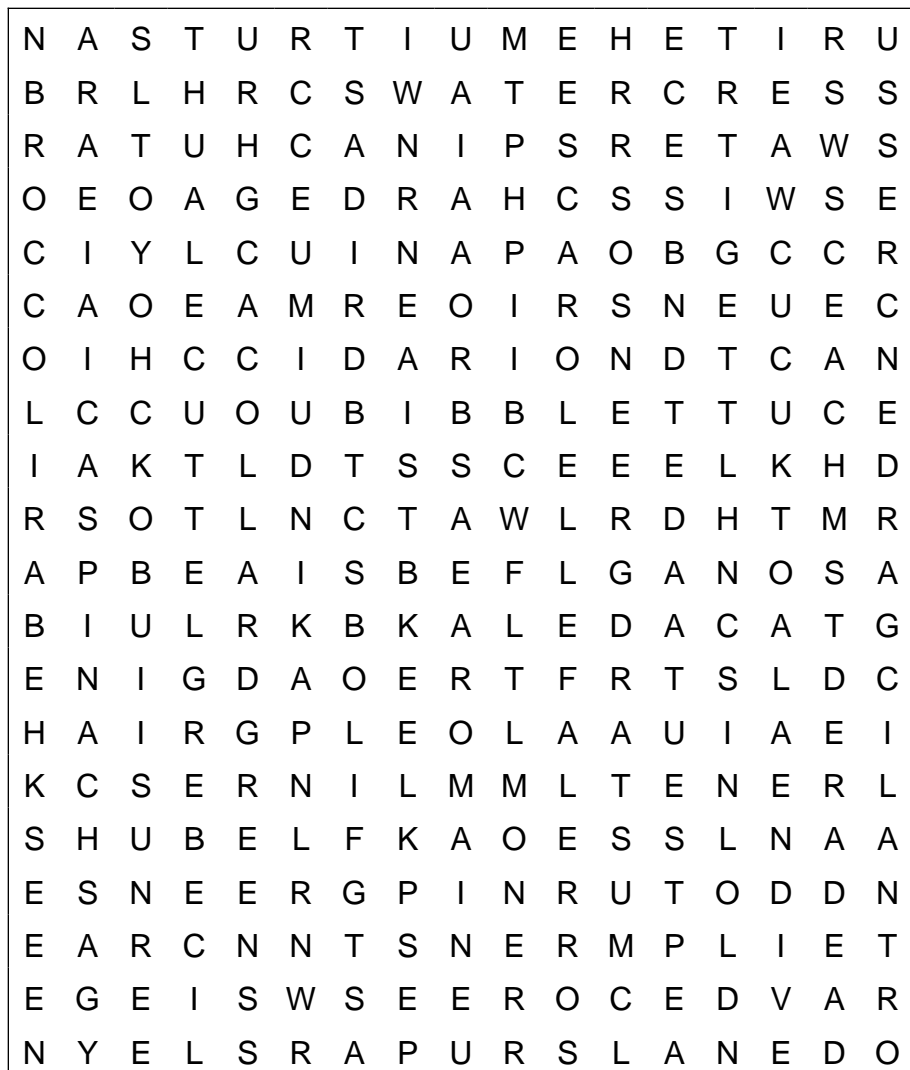 N A S T U R T I U M E H E T I R U
B R L H R C S W A T E R C R E S S
R A T U H C A N I P S R E T A W S
O E O A G E D R A H C S S I W S E
C I Y L C U I N A P A O B G C C R
C A O E A M R E O I R S N E U E C
O I H C C I D A R I O N D T C A N
L C C U O U B I B B L E T T U C E
I A K T L D T S S C E E E L K H D
R S O T L N C T A W L R D H T M R
A P B E A I S B E F L G A N O S A
B I U L R K B K A L E D A C A T G
E N I G D A O E R T F R T S L D C
H A I R G P L E O L A A U I A E I
K C S E R N I L M M L T E N E R L
S H U B E L F K A O E S S L N A A
E S N E E R G P I N R U T O D D N
E A R C N N T S N E R M P L I E T
E G E I S W S E E R O C E D V A R
N Y E L S R A P U R S L A N E D O